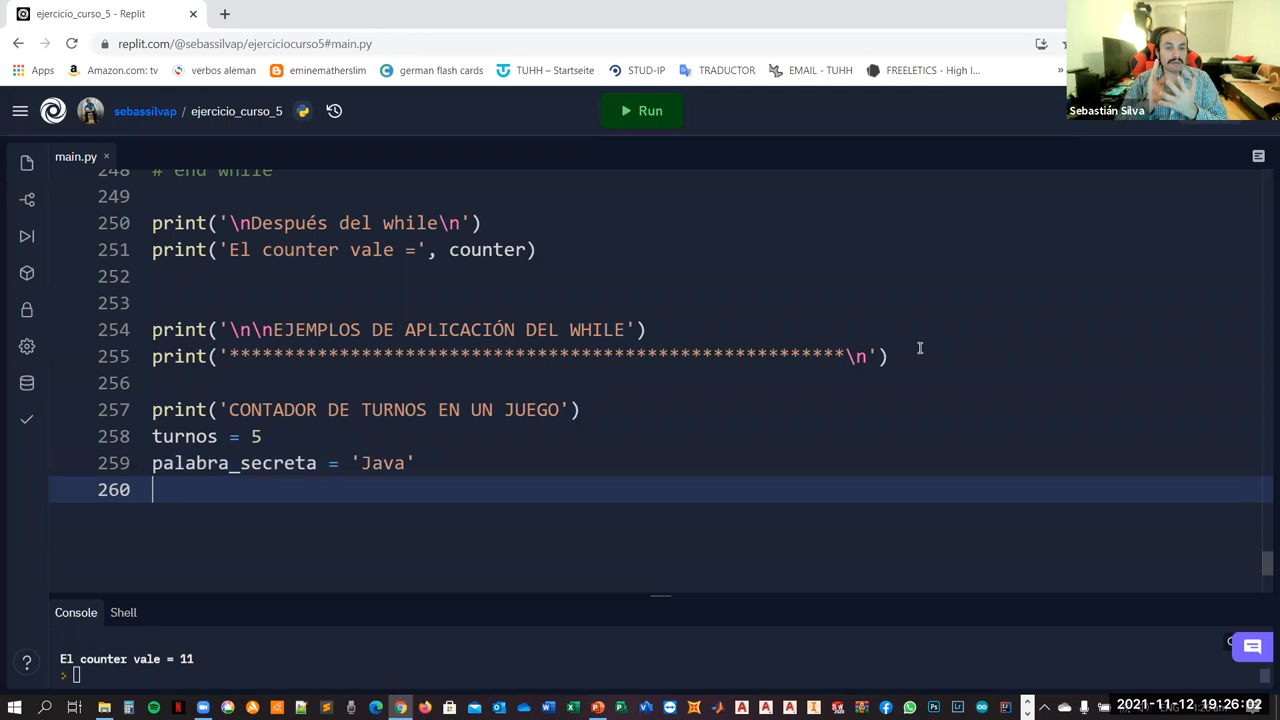 ejercicio_curso_5 - Replit
replit.com/@sebassilvap/ejerciciocurso5#main.py
Apps Amazon.com: tv verbos aleman eminematherslim german flash cards TUHH – Startseite STUD-IP TRADUCTOR EMAIL - TUHH FREELETICS - High I... »
Sebastián Silva
sebassilvap / ejercicio_curso_5 Run
main.py
248 # end while
249
250 print('\nDespués del while\n')
251 print('El counter vale =', counter)
252
253
254 print('\n\nEJEMPLOS DE APLICACIÓN DEL WHILE')
255 print('********************************************************\n')
256
257 print('CONTADOR DE TURNOS EN UN JUEGO')
258 turnos = 5
259 palabra_secreta = 'Java'
260
Console Shell
El counter vale = 11
2021-11-12 19:26:02